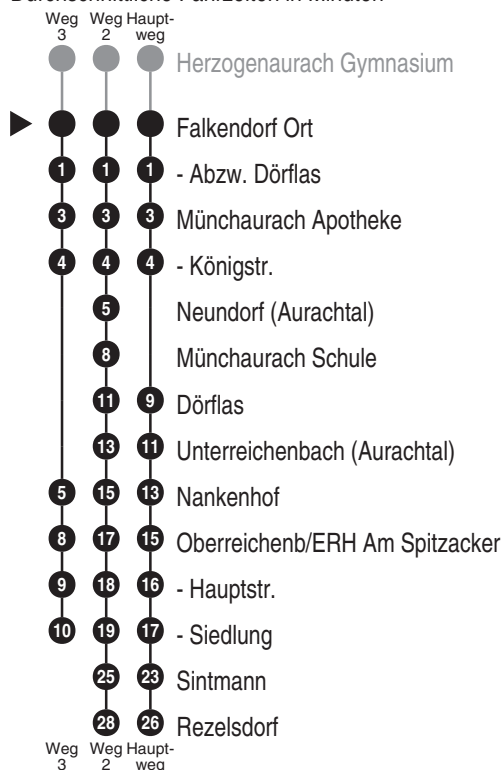 Durchschnittliche Fahrzeiten in Minuten
Weg 3 Weg 2 Haupt-weg
Herzogenaurach Gymnasium
Falkendorf Ort
1 1 1 - Abzw. Dörflas
3 3 3 Münchaurach Apotheke
4 4 4 - Königstr.
5 Neundorf (Aurachtal)
8 Münchaurach Schule
11 9 Dörflas
13 11 Unterreichenbach (Aurachtal)
5 15 13 Nankenhof
8 17 15 Oberreichenb/ERH Am Spitzacker
9 18 16 - Hauptstr.
10 19 17 - Siedlung
25 23 Sintmann
28 26 Rezelsdorf
Weg 3 Weg 2 Haupt-weg